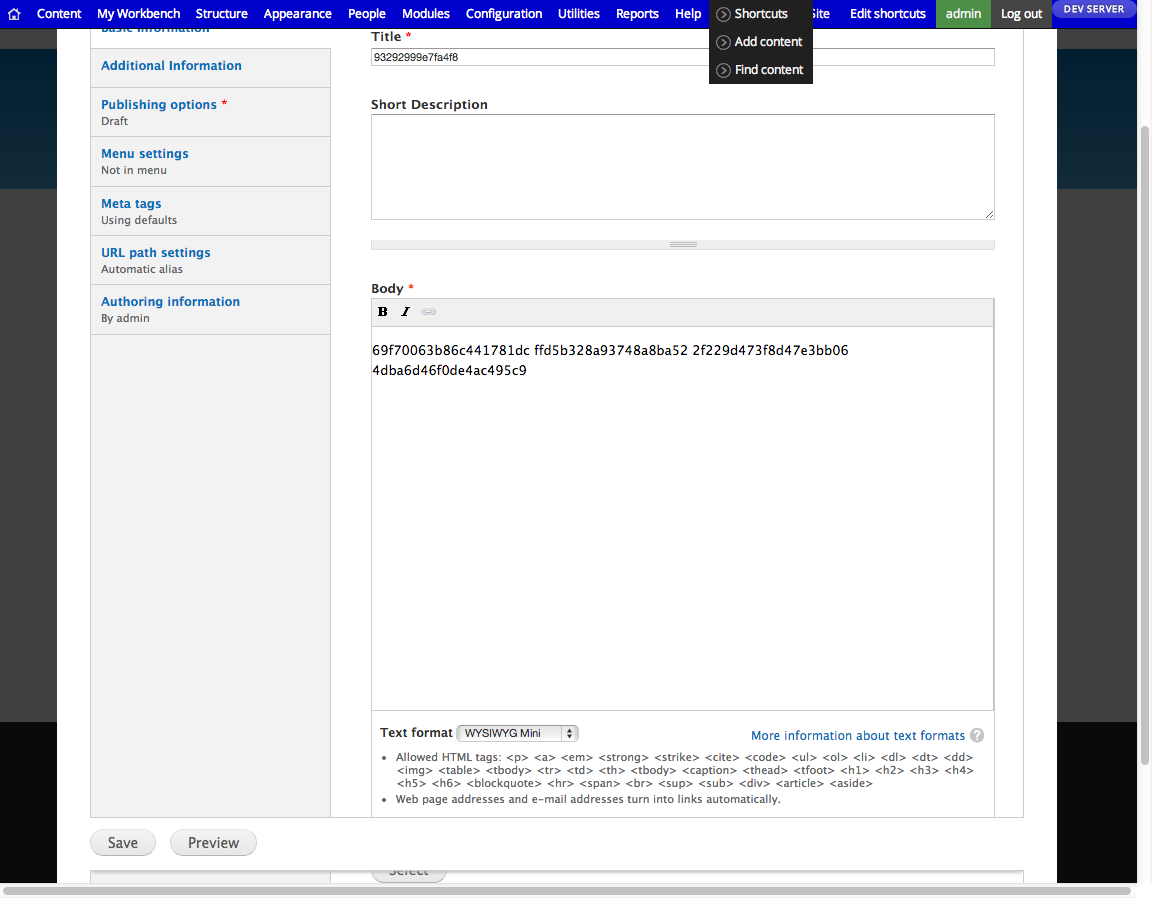 Content My Workbench Structure Appearance People Modules Configuration Utilities Reports Help Shortcuts Site Edit shortcuts admin Log out DEV SERVER
Add content
Find content
Basic information
Additional Information
Publishing options *
Draft
Menu settings
Not in menu
Meta tags
Using defaults
URL path settings
Automatic alias
Authoring information
By admin
Title *
93292999e7fa4f8
Short Description
Body *
B I
69f70063b86c441781dc ffd5b328a93748a8ba52 2f229d473f8d47e3bb06
4dba6d46f0de4ac495c9
Text format WYSIWYG Mini More information about text formats ?
• Allowed HTML tags: <p> <a> <em> <strong> <strike> <cite> <code> <ul> <ol> <li> <dl> <dt> <dd>
<img> <table> <tbody> <tr> <td> <th> <tbody> <caption> <thead> <tfoot> <h1> <h2> <h3> <h4>
<h5> <h6> <blockquote> <hr> <span> <br> <sup> <sub> <div> <article> <aside>
• Web page addresses and e-mail addresses turn into links automatically.
Save Preview
Select